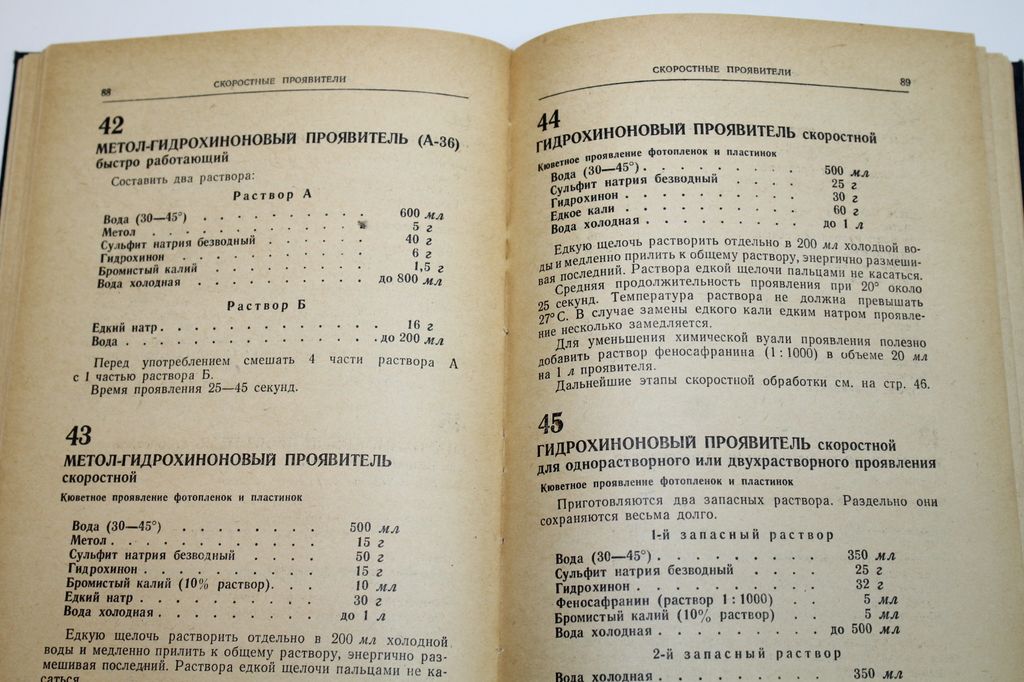 88 СКОРОСТНЫЕ ПРОЯВИТЕЛИ
42
МЕТОЛ-ГИДРОХИНОНОВЫЙ ПРОЯВИТЕЛЬ (А-36)
быстро работающий
Составить два раствора:
Раствор А
Вода (30—45°) . . . . . . . . . . 600 мл
Метол . . . . . . . . . . 5 г
Сульфит натрия безводный . . . . . . 40 г
Гидрохинон . . . . . . . . . . 6 г
Бромистый калий . . . . . . . . . 1,5 г
Вода холодная . . . . . . . . . . до 800 мл
Раствор Б
Едкий натр. . . . . . . . . . . . . 16 г
Вода . . . . . . . . . . . . . . до 200 мл
Перед употреблением смешать 4 части раствора А
с 1 частью раствора Б.
Время проявления 25—45 секунд.
43
МЕТОЛ-ГИДРОХИНОНОВЫЙ ПРОЯВИТЕЛЬ
скоростной
Кюветное проявление фотопленок и пластинок
Вода (30—45°) . . . . . . . . 500 мл
Метол . . . . . . . . . . . 15 г
Сульфит натрия безводный . . . . 50 г
Гидрохинон . . . . . . . . . 15 г
Бромистый калий (10% раствор). . . 10 мл
Едкий натр . . . . . . . . . 30 г
Вода холодная . . . . . . . . до 1 л
Едкую щелочь растворить отдельно в 200 мл холодной
воды и медленно прилить к общему раствору, энергично раз-
мешивая последний. Раствора едкой щелочи пальцами не ка-
саться.
СКОРОСТНЫЕ ПРОЯВИТЕЛИ 89
44
ГИДРОХИНОНОВЫЙ ПРОЯВИТЕЛЬ скоростной
Кюветное проявление фотопленок и пластинок
Вода (30—45°) . . . . . . . . . 500 мл
Сульфит натрия безводный . . . . 25 г
Гидрохинон . . . . . . . . . 30 г
Едкое кали . . . . . . . . . 60 г
Вода холодная . . . . . . . . . до 1 л
Едкую щелочь растворить отдельно в 200 мл холодной во-
ды и медленно прилить к общему раствору, энергично размеши-
вая последний. Раствора едкой щелочи пальцами не касаться.
Средняя продолжительность проявления при 20° около
25 секунд. Температура раствора не должна превышать
27°С. В случае замены едкого кали едким натром проявле-
ние несколько замедляется.
Для уменьшения химической вуали проявления полезно
добавить раствор феносафранина (1:1000) в объеме 20 мл
на 1 л проявителя.
Дальнейшие этапы скоростной обработки см. на стр. 46.
45
ГИДРОХИНОНОВЫЙ ПРОЯВИТЕЛЬ скоростной
для однорастворного или двухрастворного проявления
Кюветное проявление фотопленок и пластинок
Приготовляются два запасных раствора. Раздельно они
сохраняются весьма долго.
1-й запасный раствор
Вода (30—45°) . . . . . . . . . 350 мл
Сульфит натрия безводный . . . . 25 г
Гидрохинон . . . . . . . . . . 32 г
Феносафранин (раствор 1:1000) . . 5 мл
Бромистый калий (10% раствор) . . 5 мл
Вода холодная . . . . . . . . . до 500 мл
2-й запасный раствор
Вода холодная . . . . . . . . . 350 мл